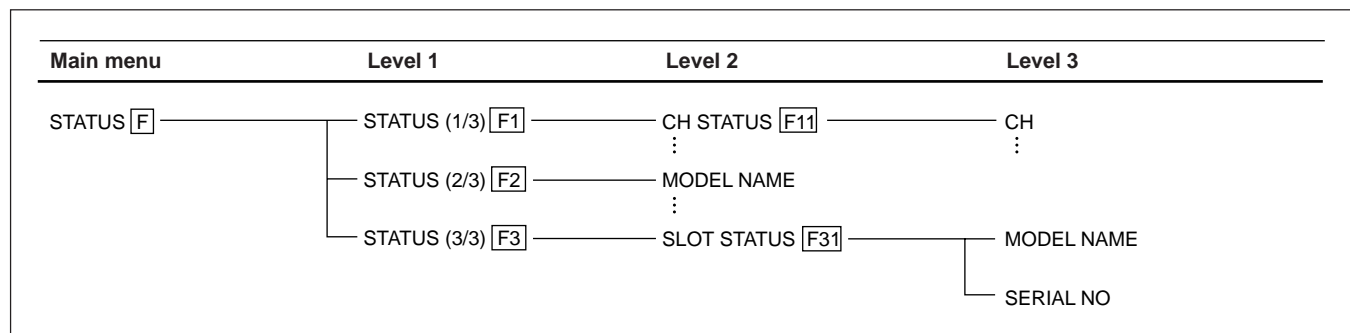 Main menu Level 1 Level 2 Level 3
STATUS F STATUS (1/3) F1 CH STATUS F11 CH
STATUS (2/3) F2 MODEL NAME
STATUS (3/3) F3 SLOT STATUS F31 MODEL NAME
SERIAL NO